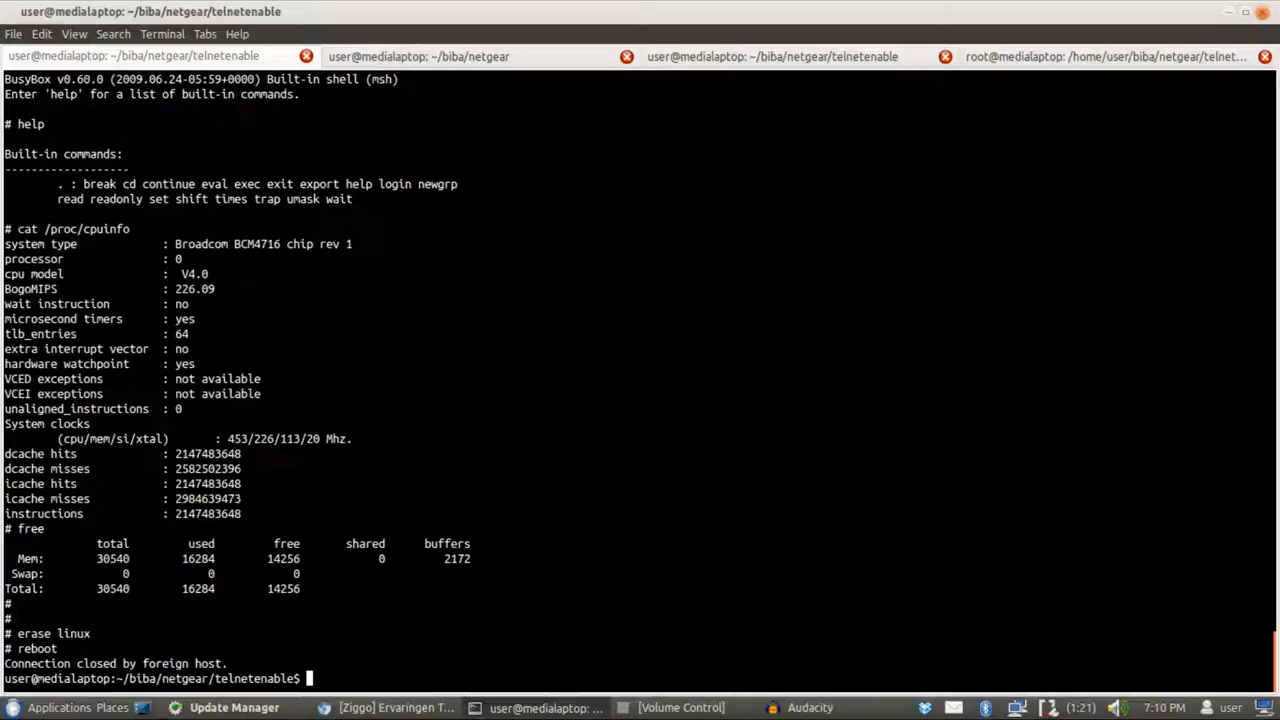 user@medialaptop: ~/biba/netgear/telnetenable
File Edit View Search Terminal Tabs Help
user@medialaptop: ~/biba/netgear/telnetenable user@medialaptop: ~/biba/netgear user@medialaptop: ~/biba/netgear/telnetenable root@medialaptop: /home/user/biba/netgear/telnet...
BusyBox v0.60.0 (2009.06.24-05:59+0000) Built-in shell (msh)
Enter 'help' for a list of built-in commands.
# help
Built-in commands:
-------------------
. : break cd continue eval exec exit export help login newgrp
read readonly set shift times trap umask wait
# cat /proc/cpuinfo
system type : Broadcom BCM4716 chip rev 1
processor : 0
cpu model : V4.0
BogoMIPS : 226.09
wait instruction : no
microsecond timers : yes
tlb_entries : 64
extra interrupt vector : no
hardware watchpoint : yes
VCED exceptions : not available
VCEI exceptions : not available
unaligned_instructions : 0
System clocks
(cpu/mem/si/xtal) : 453/226/113/20 Mhz.
dcache hits : 2147483648
dcache misses : 2582502396
icache hits : 2147483648
icache misses : 2984639473
instructions : 2147483648
# free
total used free shared buffers
Mem: 30540 16284 14256 0 2172
Swap: 0 0 0
Total: 30540 16284 14256
#
#
# erase linux
# reboot
Connection closed by foreign host.
user@medialaptop:~/biba/netgear/telnetenable$
Applications Places Update Manager [Ziggo] Ervaringen T... user@medialaptop: ... [Volume Control] Audacity (1:21) 7:10 PM user